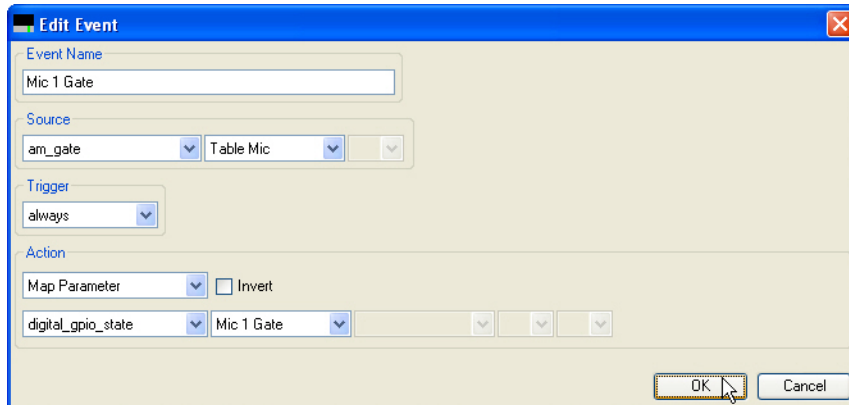 Edit Event
Event Name
Mic 1 Gate
Source
am_gate Table Mic
Trigger
always
Action
Map Parameter Invert
digital_gpio_state Mic 1 Gate
OK Cancel